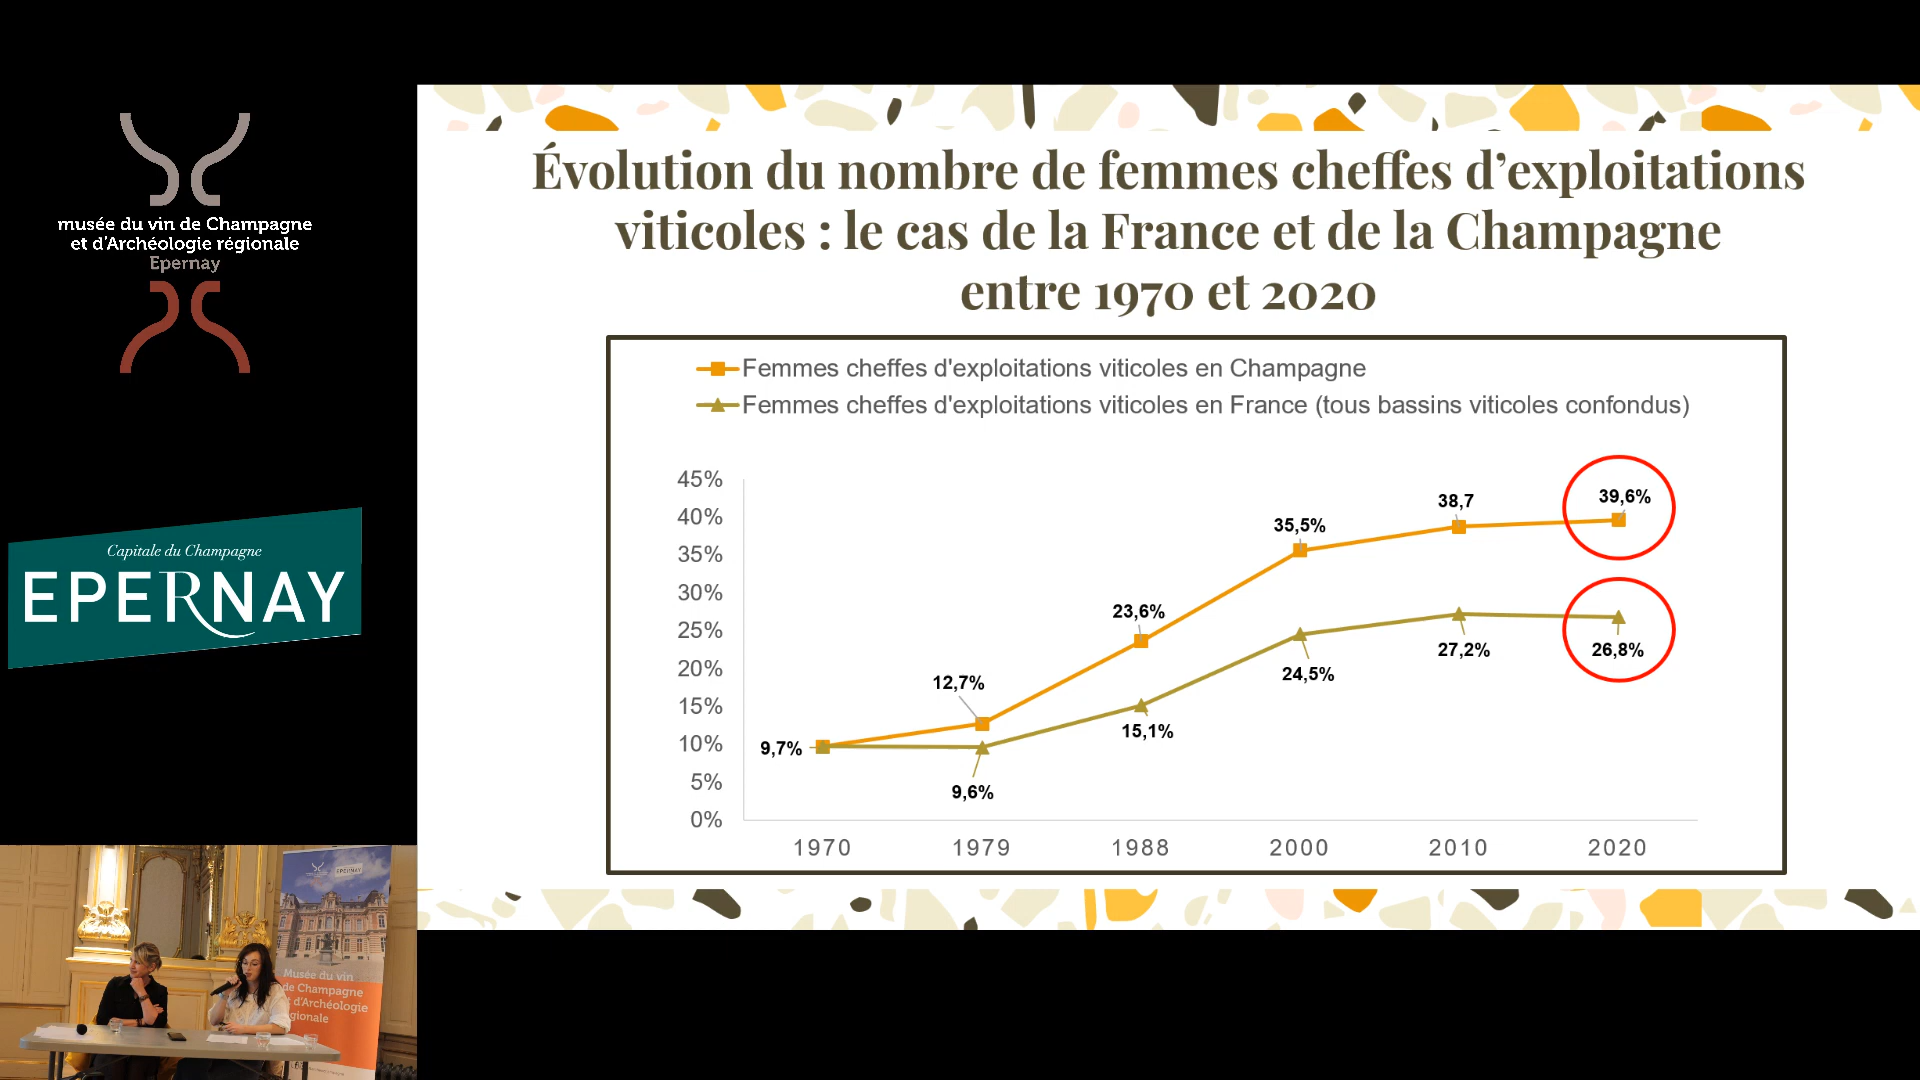 musée du vin de Champagne
et d'Archéologie régionale
Epernay
Capitale du Champagne
EPERNAY
Évolution du nombre de femmes cheffes d’exploitations
viticoles : le cas de la France et de la Champagne
entre 1970 et 2020
Femmes cheffes d'exploitations viticoles en Champagne
Femmes cheffes d'exploitations viticoles en France (tous bassins viticoles confondus)
45%
40%
35%
30%
25%
20%
15%
10%
5%
0%
9,7%
12,7%
23,6%
35,5%
38,7
39,6%
9,6%
15,1%
24,5%
27,2%
26,8%
1970 1979 1988 2000 2010 2020
EPERNAY
Musée du vin
de Champagne
t d'Archéologie
gionale